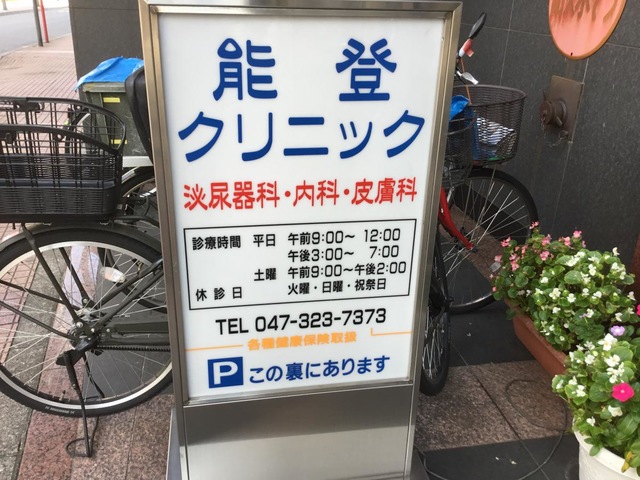 能登
クリニック
泌尿器科・内科・皮膚科
診療時間 平日 午前9:00〜 12:00
午後3:00〜 7:00
土曜 午前9:00〜午後2:00
休診日 火曜・日曜・祝祭日
TEL 047-323-7373
各種健康保険取扱
P この裏にあります